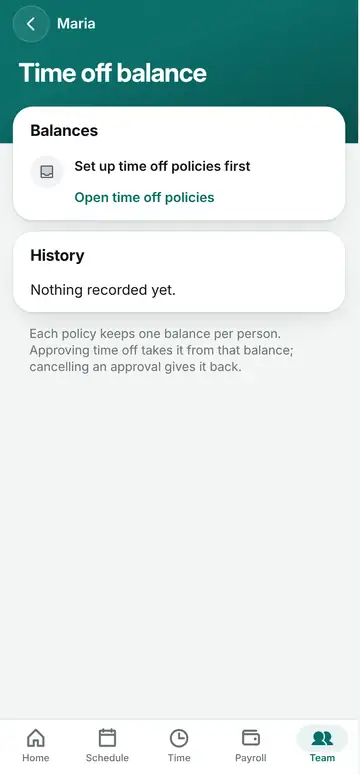 Maria
Time off balance
Balances
Set up time off policies first
Open time off policies
History
Nothing recorded yet.
Each policy keeps one balance per person.
Approving time off takes it from that balance;
cancelling an approval gives it back.
Home
Schedule
Time
Payroll
Team